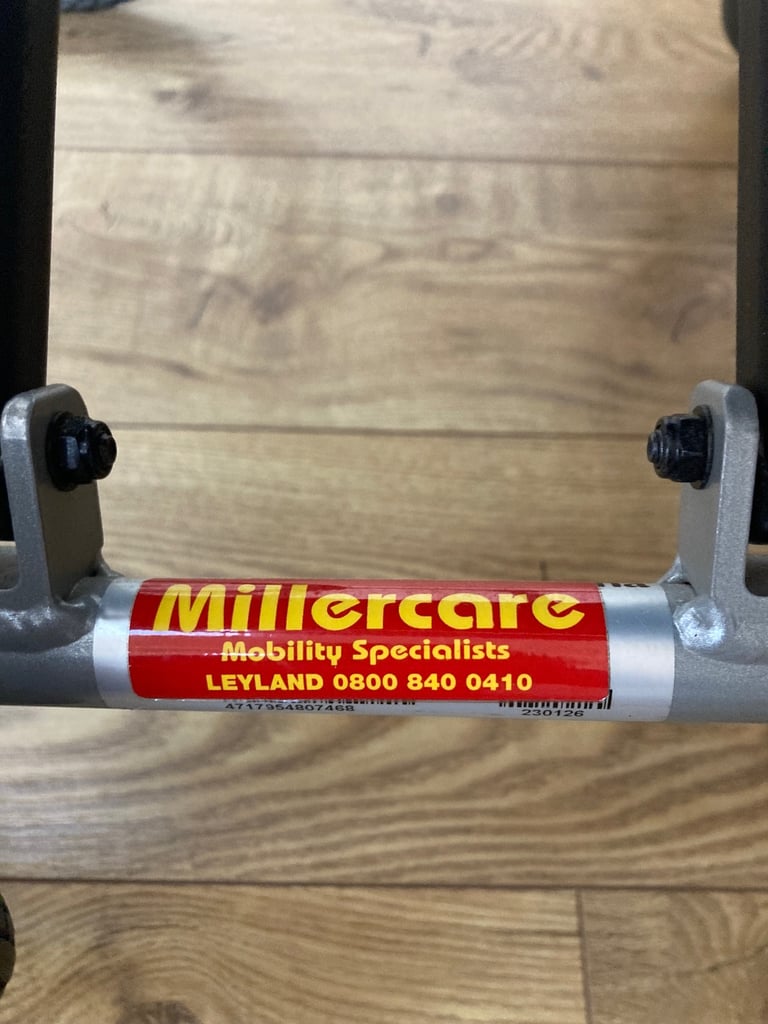 Millercare
Mobility Specialists
LEYLAND 0800 840 0410
4717954807468
230126